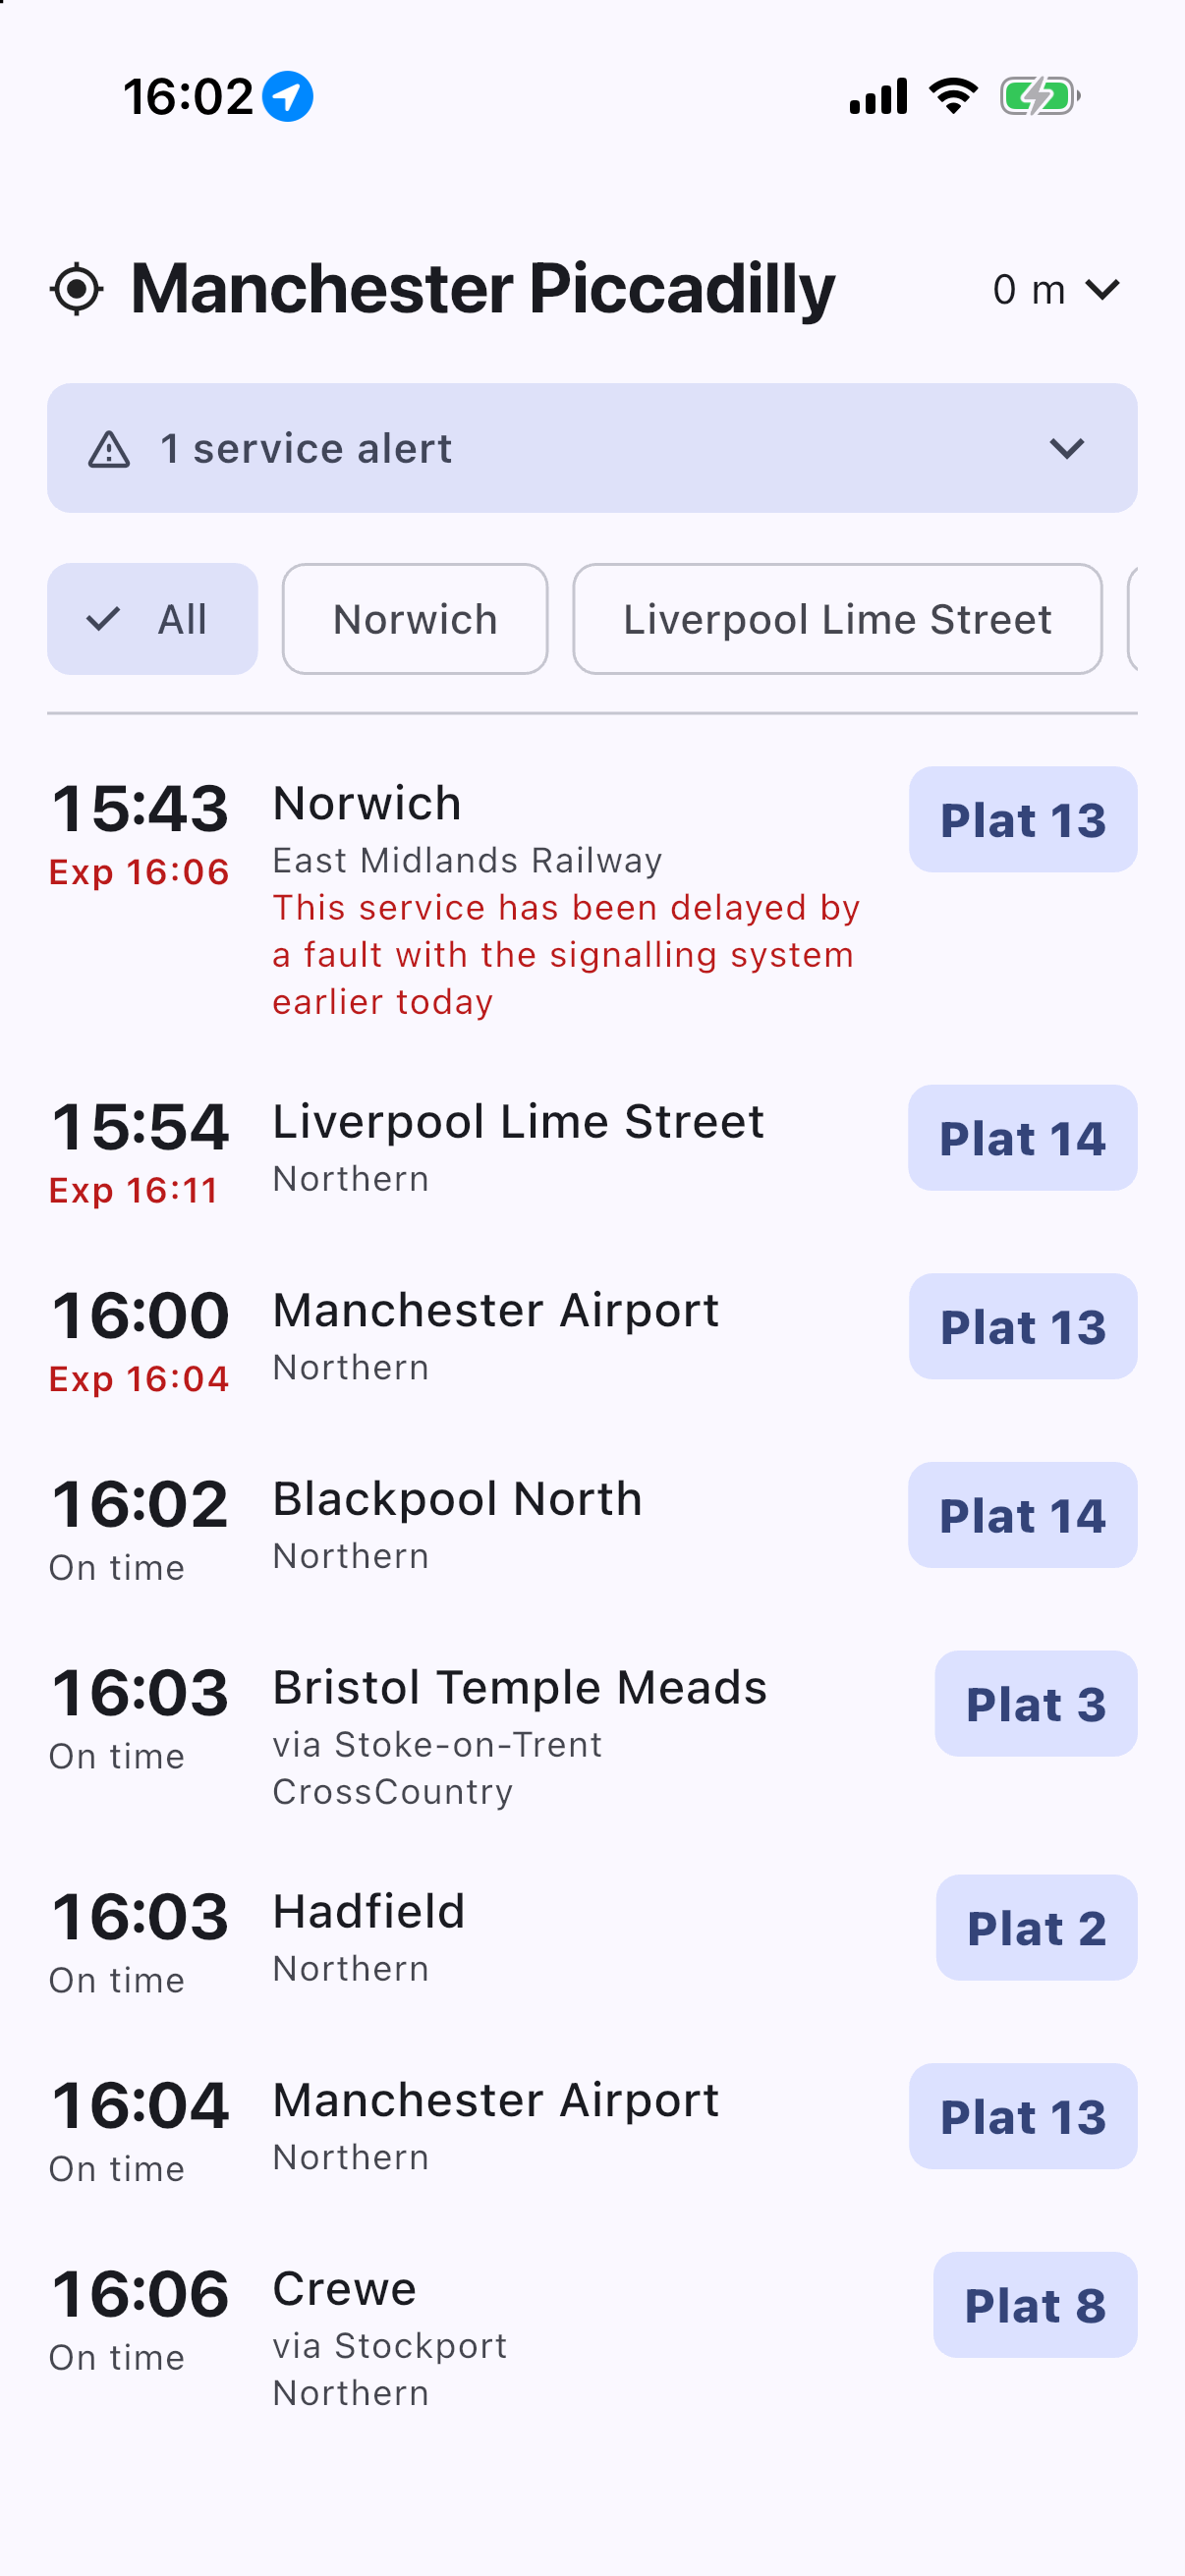 16:02
Manchester Piccadilly
0 m
1 service alert
All
Norwich
Liverpool Lime Street
15:43
Norwich
Plat 13
Exp 16:06
East Midlands Railway
This service has been delayed by
a fault with the signalling system
earlier today
15:54
Liverpool Lime Street
Plat 14
Exp 16:11
Northern
16:00
Manchester Airport
Plat 13
Exp 16:04
Northern
16:02
Blackpool North
Plat 14
On time
Northern
16:03
Bristol Temple Meads
Plat 3
On time
via Stoke-on-Trent
CrossCountry
16:03
Hadfield
Plat 2
On time
Northern
16:04
Manchester Airport
Plat 13
On time
Northern
16:06
Crewe
Plat 8
On time
via Stockport
Northern